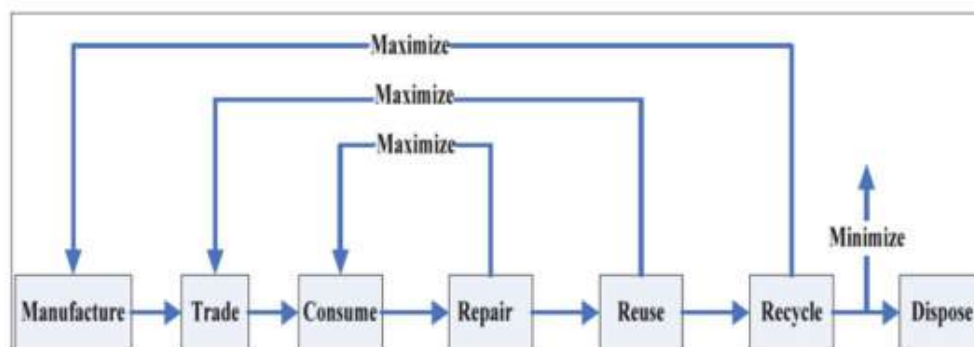 Maximize
Maximize
Maximize
Minimize
Manufacture Trade Consume Repair Reuse Recycle Dispose